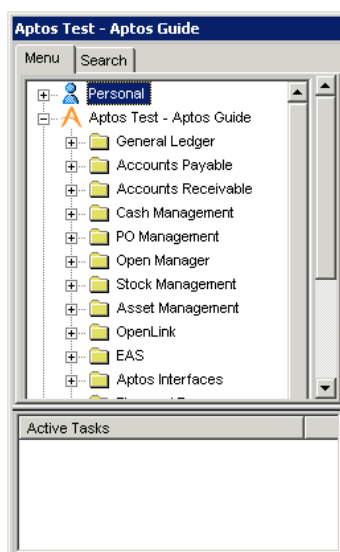 Aptos Test - Aptos Guide
Menu Search
Personal
Aptos Test - Aptos Guide
General Ledger
Accounts Payable
Accounts Receivable
Cash Management
PO Management
Open Manager
Stock Management
Asset Management
OpenLink
EAS
Aptos Interfaces
Active Tasks